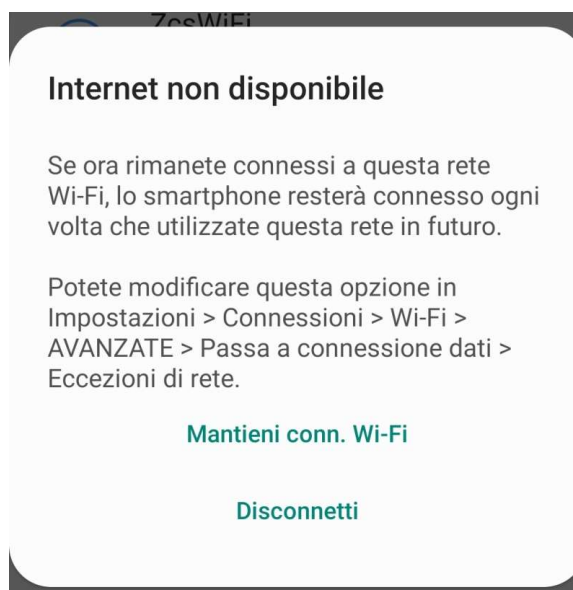 ZcsWiFi
Internet non disponibile
Se ora rimanete connessi a questa rete
Wi-Fi, lo smartphone resterà connesso ogni
volta che utilizzate questa rete in futuro.
Potete modificare questa opzione in
Impostazioni > Connessioni > Wi-Fi >
AVANZATE > Passa a connessione dati >
Eccezioni di rete.
Mantieni conn. Wi-Fi
Disconnetti